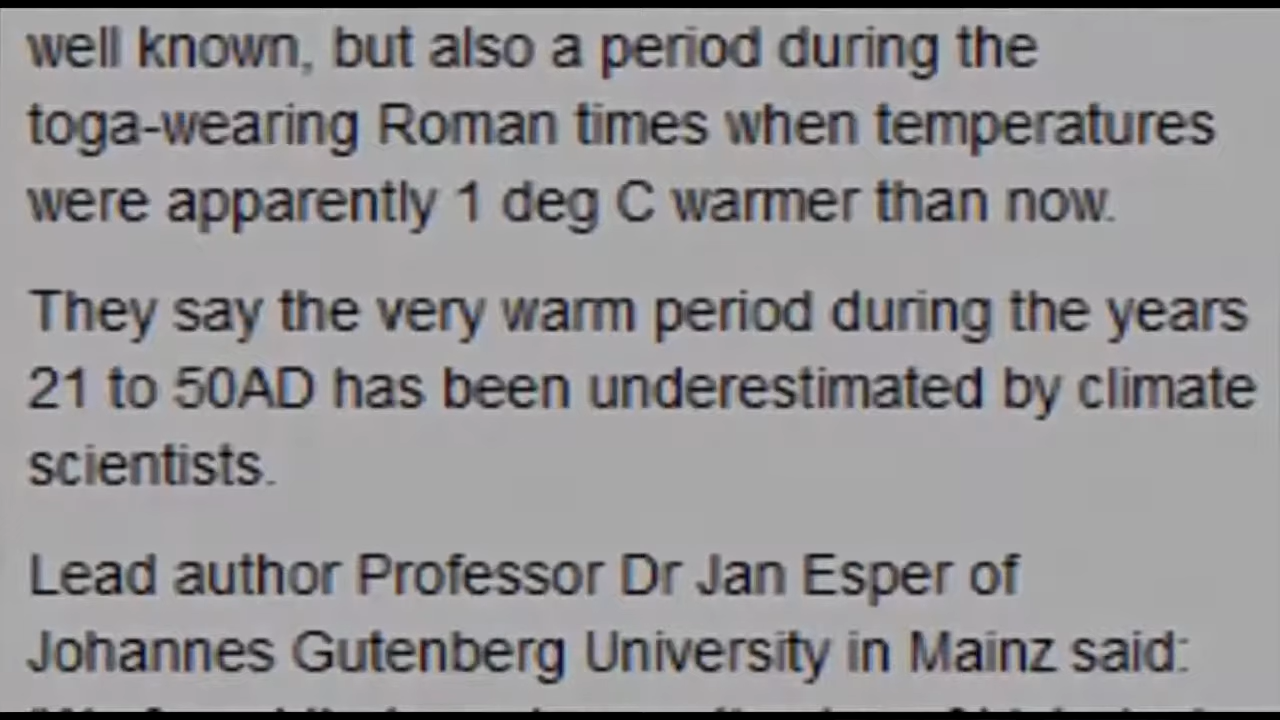 well known, but also a period during the
toga-wearing Roman times when temperatures
were apparently 1 deg C warmer than now.
They say the very warm period during the years
21 to 50AD has been underestimated by climate
scientists.
Lead author Professor Dr Jan Esper of
Johannes Gutenberg University in Mainz said: